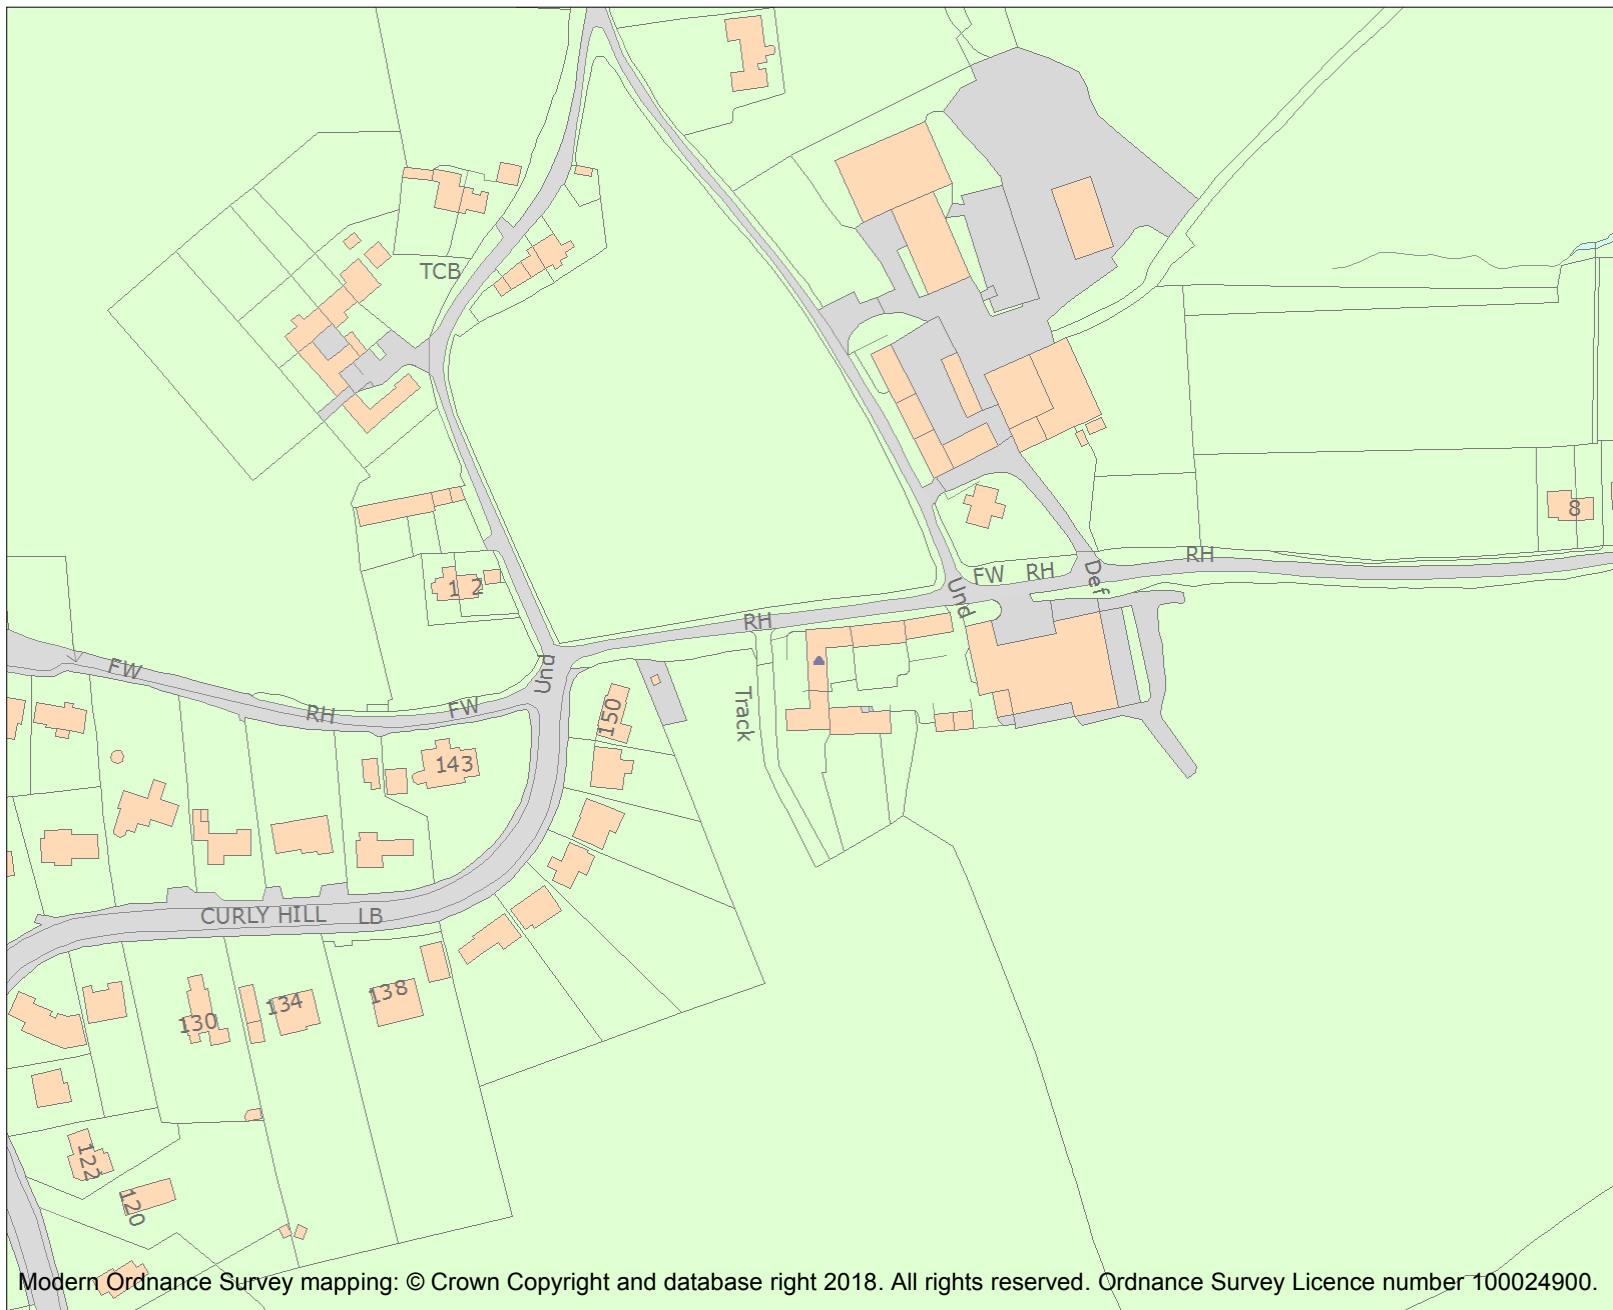 TCB
8
RH
FW RH
Def
Und
1 2
RH
FW
Und
RH
FW
150
Track
143
CURLY HILL LB
138
134
130
122
120
Modern Ordnance Survey mapping: © Crown Copyright and database right 2018. All rights reserved. Ordnance Survey Licence number 100024900.